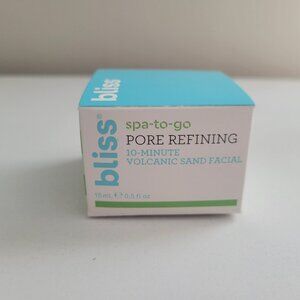 bliss
bliss®
spa-to-go
PORE REFINING
10-MINUTE
VOLCANIC SAND FACIAL
15 mL ℮ / 0.5 fl oz